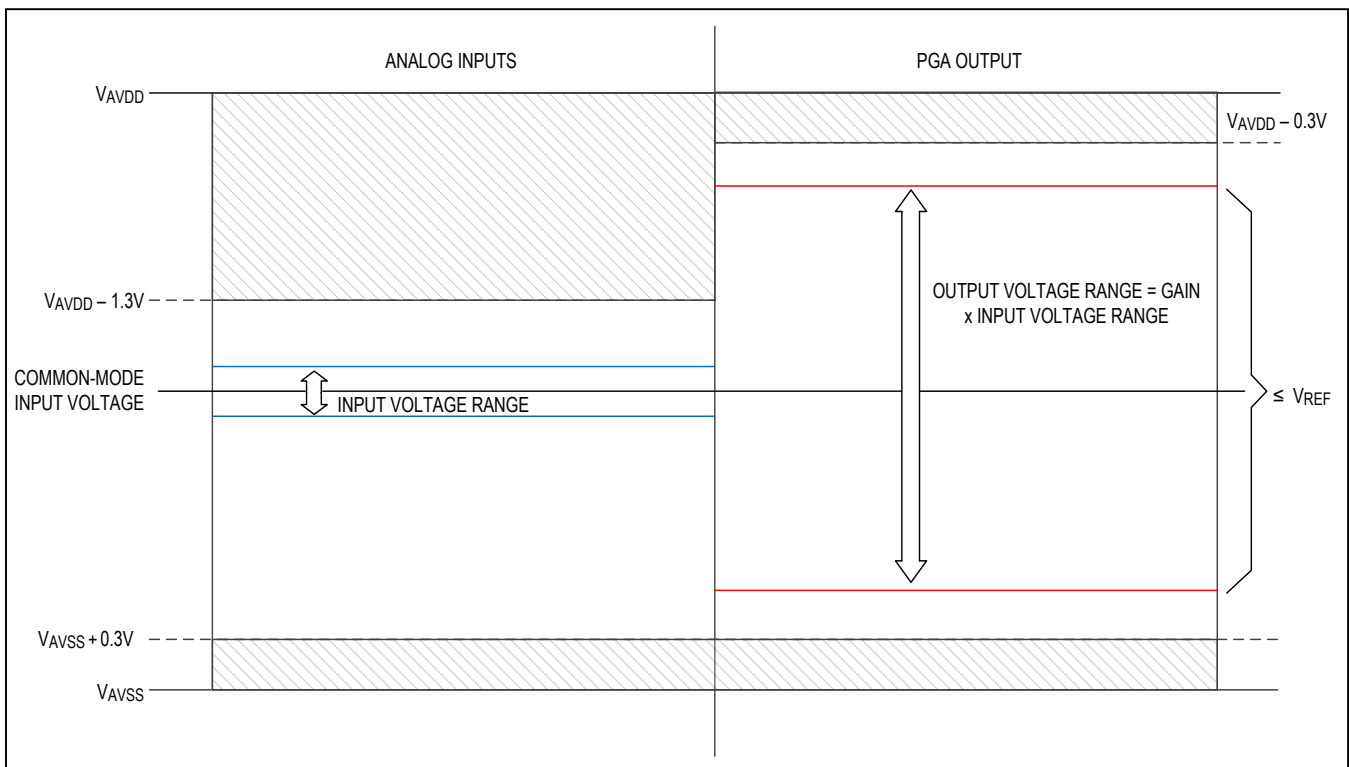 ANALOG INPUTS
PGA OUTPUT
VAVDD
VAVDD – 0.3V
VAVDD – 1.3V
OUTPUT VOLTAGE RANGE = GAIN
x INPUT VOLTAGE RANGE
COMMON-MODE
INPUT VOLTAGE
INPUT VOLTAGE RANGE
≤ VREF
VAVSS + 0.3V
VAVSS